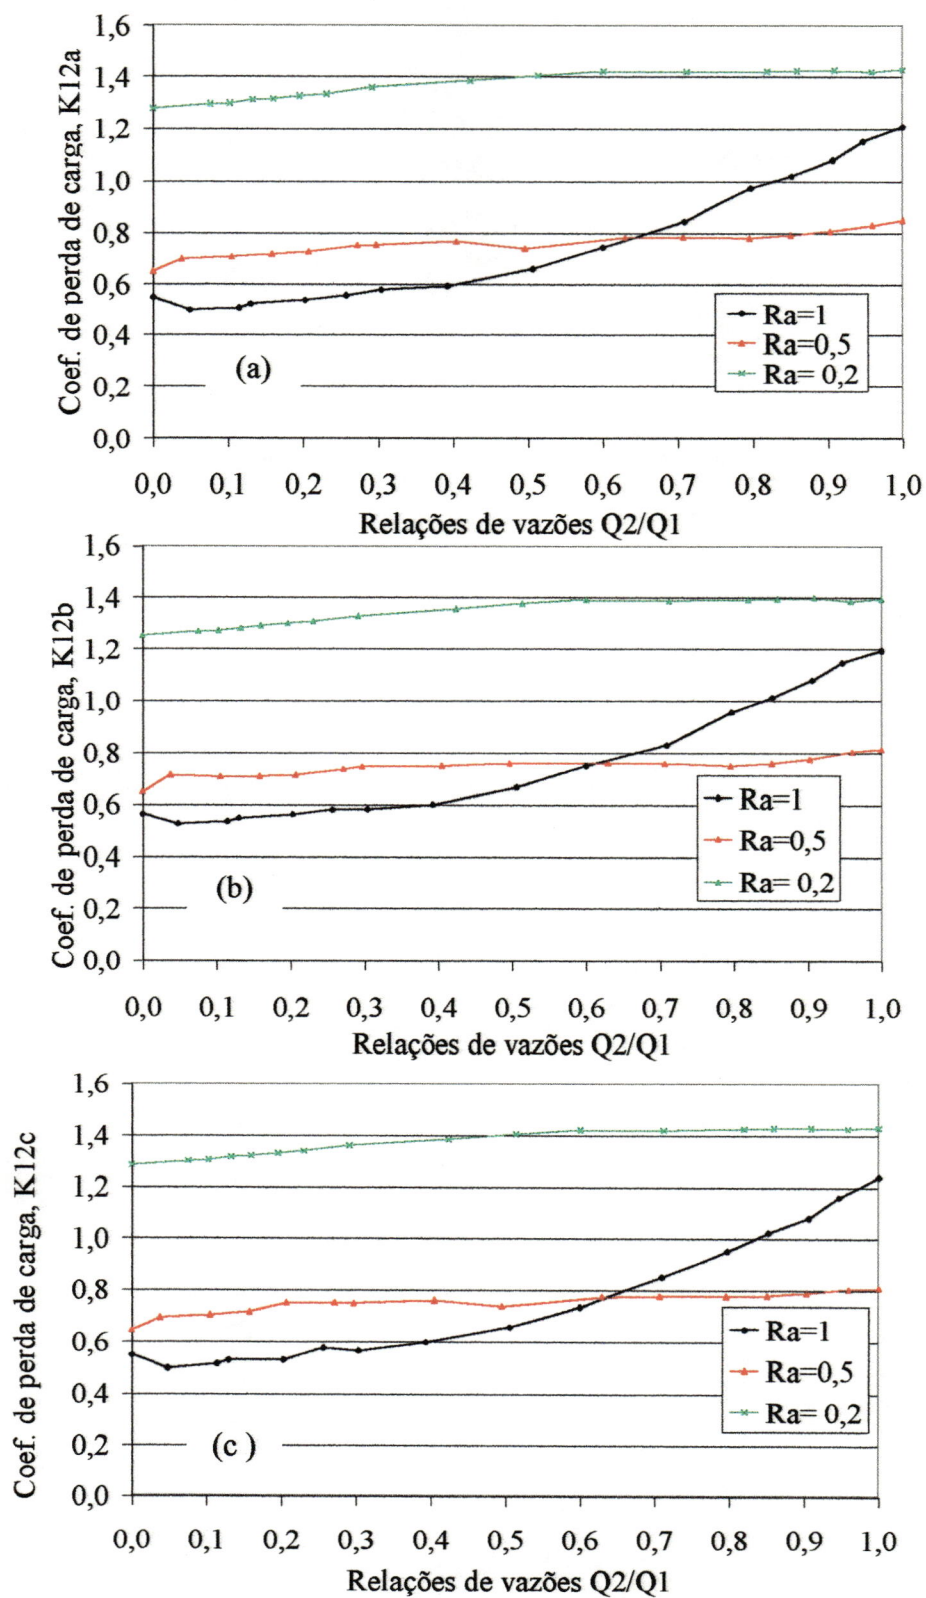 Coef. de perda de carga, K12a
1,6
1,4
1,2
1,0
0,8
0,6
0,4
0,2
0,0
(a)
Ra=1
Ra=0,5
Ra= 0,2
0,0 0,1 0,2 0,3 0,4 0,5 0,6 0,7 0,8 0,9 1,0
Relações de vazões Q2/Q1
Coef. de perda de carga, K12b
1,6
1,4
1,2
1,0
0,8
0,6
0,4
0,2
0,0
(b)
Ra=1
Ra=0,5
Ra= 0,2
0,0 0,1 0,2 0,3 0,4 0,5 0,6 0,7 0,8 0,9 1,0
Relações de vazões Q2/Q1
Coef. de perda de carga, K12c
1,6
1,4
1,2
1,0
0,8
0,6
0,4
0,2
0,0
(c )
Ra=1
Ra=0,5
Ra= 0,2
0,0 0,1 0,2 0,3 0,4 0,5 0,6 0,7 0,8 0,9 1,0
Relações de vazões Q2/Q1